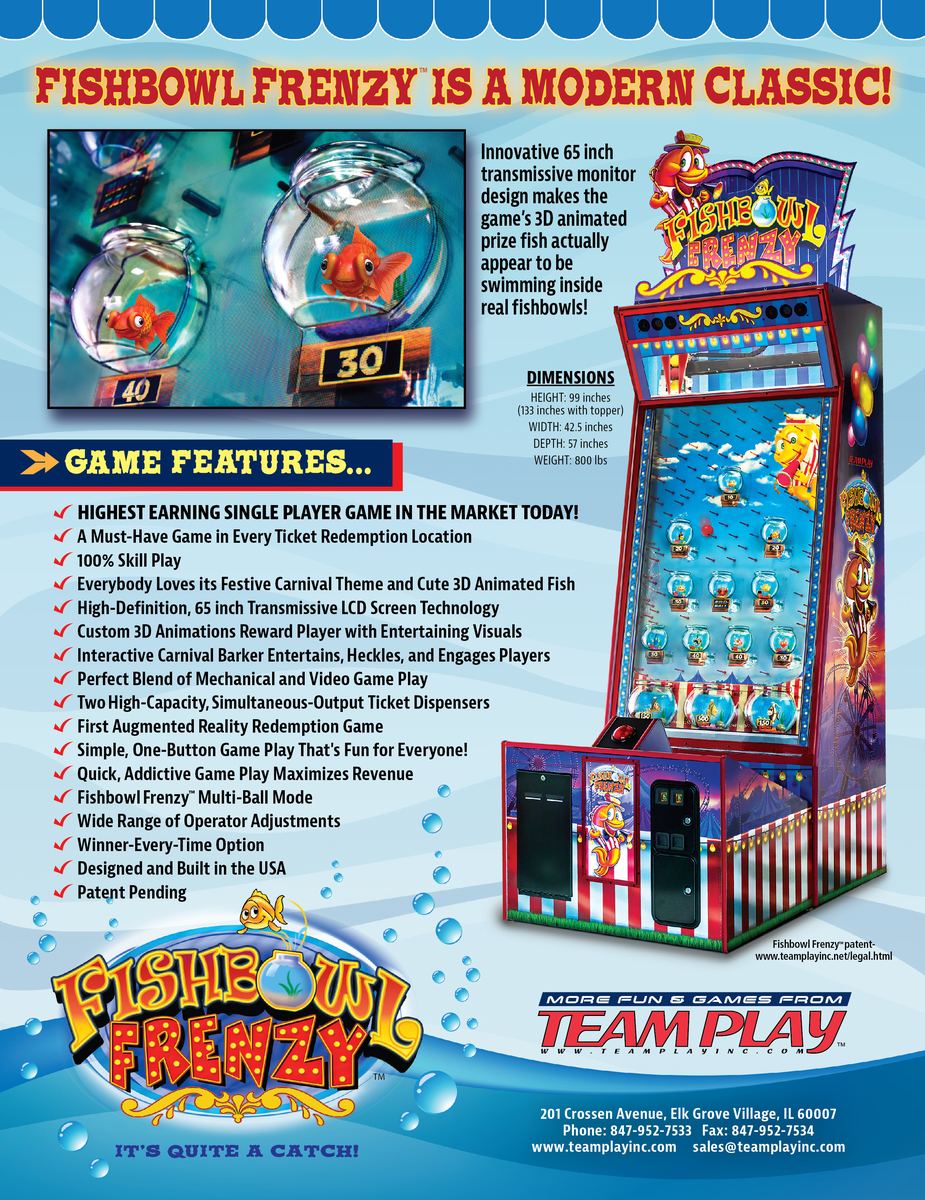 FISHBOWL FRENZY™ IS A MODERN CLASSIC!
Innovative 65 inch
transmissive monitor
design makes the
game's 3D animated
prize fish actually
appear to be
swimming inside
real fishbowls!
40
30
FISHBOWL
FRENZY
DIMENSIONS
HEIGHT: 99 inches
(133 inches with topper)
WIDTH: 42.5 inches
DEPTH: 57 inches
WEIGHT: 800 lbs
GAME FEATURES...
HIGHEST EARNING SINGLE PLAYER GAME IN THE MARKET TODAY!
A Must-Have Game in Every Ticket Redemption Location
100% Skill Play
Everybody Loves its Festive Carnival Theme and Cute 3D Animated Fish
High-Definition, 65 inch Transmissive LCD Screen Technology
Custom 3D Animations Reward Player with Entertaining Visuals
Interactive Carnival Barker Entertains, Heckles, and Engages Players
Perfect Blend of Mechanical and Video Game Play
Two High-Capacity, Simultaneous-Output Ticket Dispensers
First Augmented Reality Redemption Game
Simple, One-Button Game Play That's Fun for Everyone!
Quick, Addictive Game Play Maximizes Revenue
Fishbowl Frenzy™ Multi-Ball Mode
Wide Range of Operator Adjustments
Winner-Every-Time Option
Designed and Built in the USA
Patent Pending
TEAM PLAY
FISHBOWL
FRENZY
150
500
150
FISHBOWL
FRENZY
Fishbowl Frenzy™ patent-
www.teamplayinc.net/legal.html
FISHBOWL
FRENZY™
IT'S QUITE A CATCH!
MORE FUN & GAMES FROM
TEAM PLAY™
WWW.TEAMPLAYINC.COM
201 Crossen Avenue, Elk Grove Village, IL 60007
Phone: 847-952-7533 Fax: 847-952-7534
www.teamplayinc.com sales@teamplayinc.com